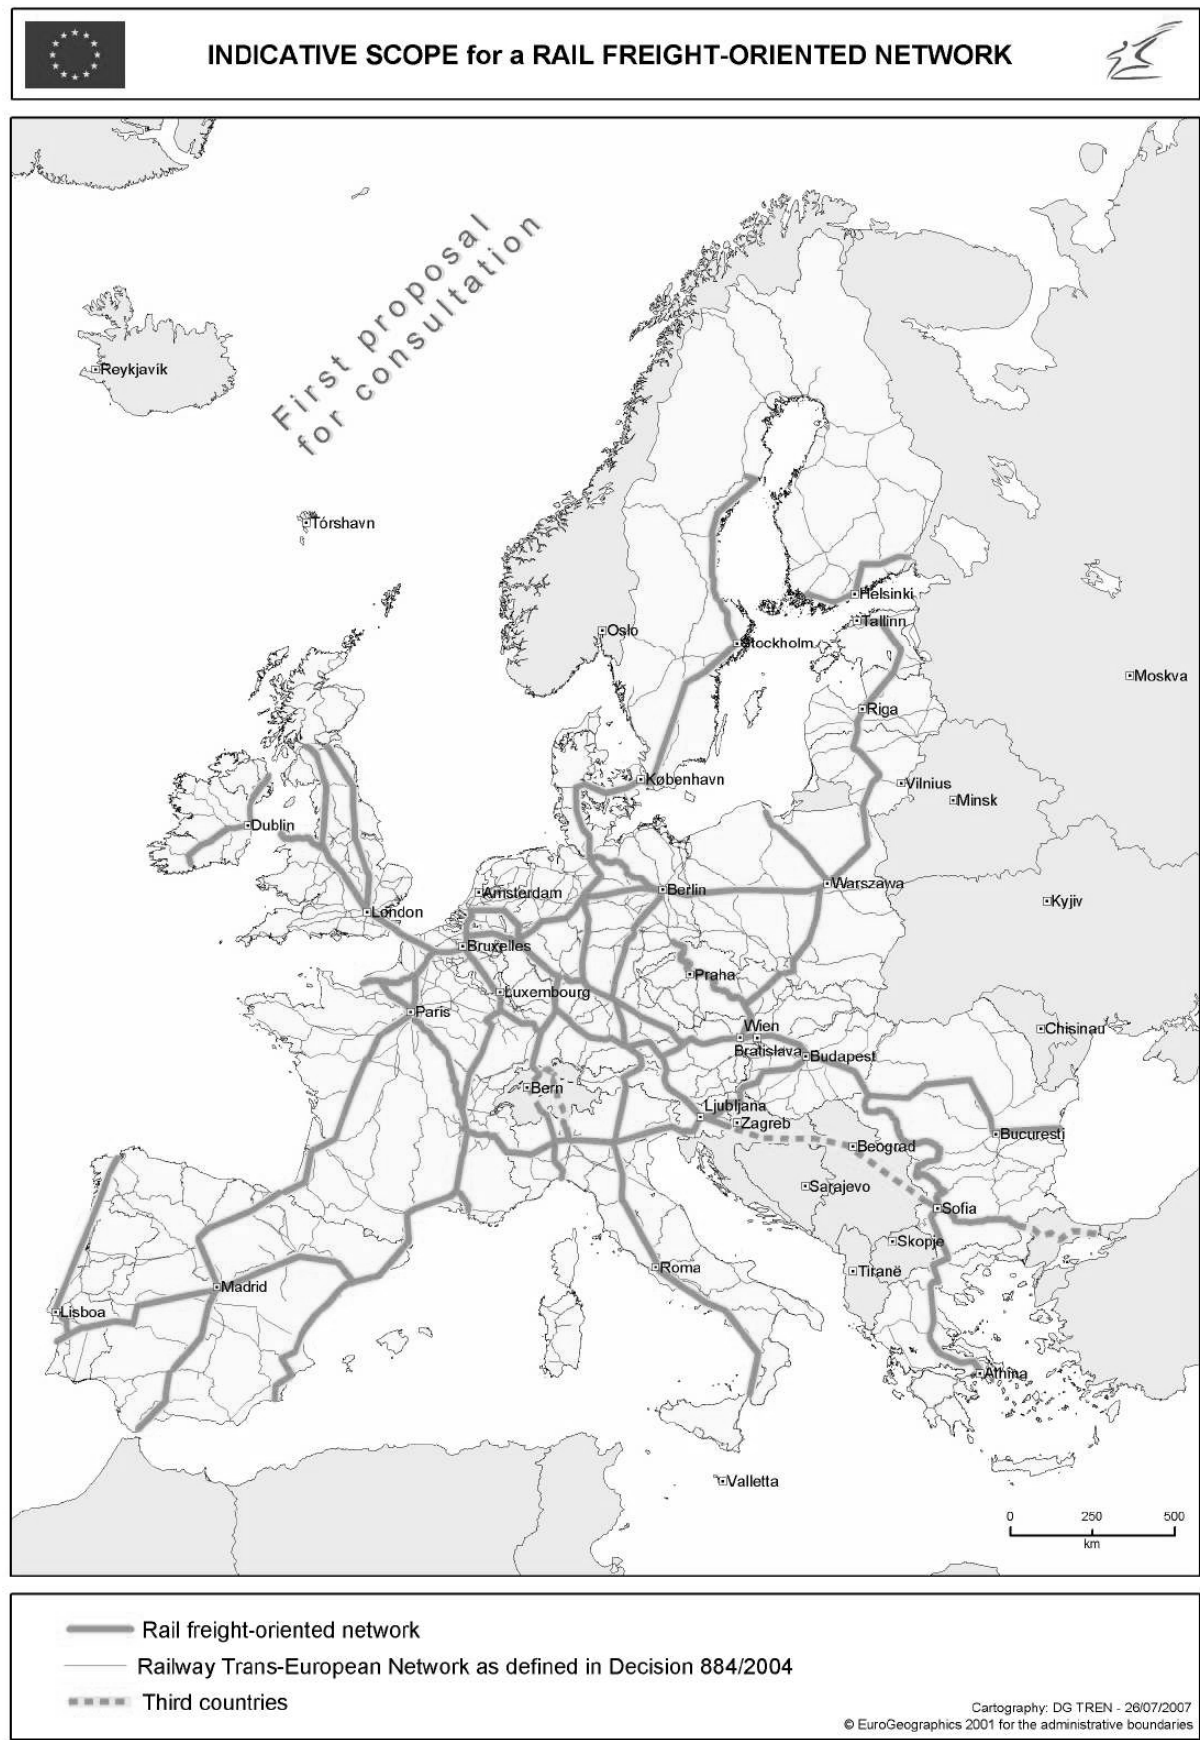 INDICATIVE SCOPE for a RAIL FREIGHT-ORIENTED NETWORK
First proposal
for consultation
Reykjavík
Tórshavn
Helsinki
Tallinn
Oslo
Stockholm
Moskva
Riga
København
Vilnius
Minsk
Dublin
Warszawa
Berlin
Amsterdam
Kyjiv
London
Bruxelles
Praha
Luxembourg
Paris
Wien
Chisinau
Bratislava
Budapest
Bern
Ljubljana
Zagreb
Bucuresti
Beograd
Sarajevo
Sofia
Skopje
Roma
Tiranë
Madrid
Lisboa
Athina
Valletta
0 250 500
km
Rail freight-oriented network
Railway Trans-European Network as defined in Decision 884/2004
Third countries
Cartography: DG TREN - 26/07/2007
© EuroGeographics 2001 for the administrative boundaries